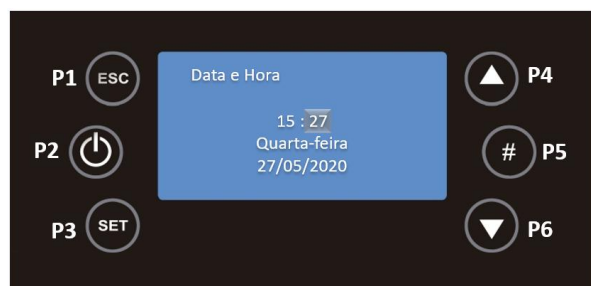 P1 ESC
Data e Hora
P4
15 : 27
P2
Quarta-feira
# P5
27/05/2020
P3 SET
P6